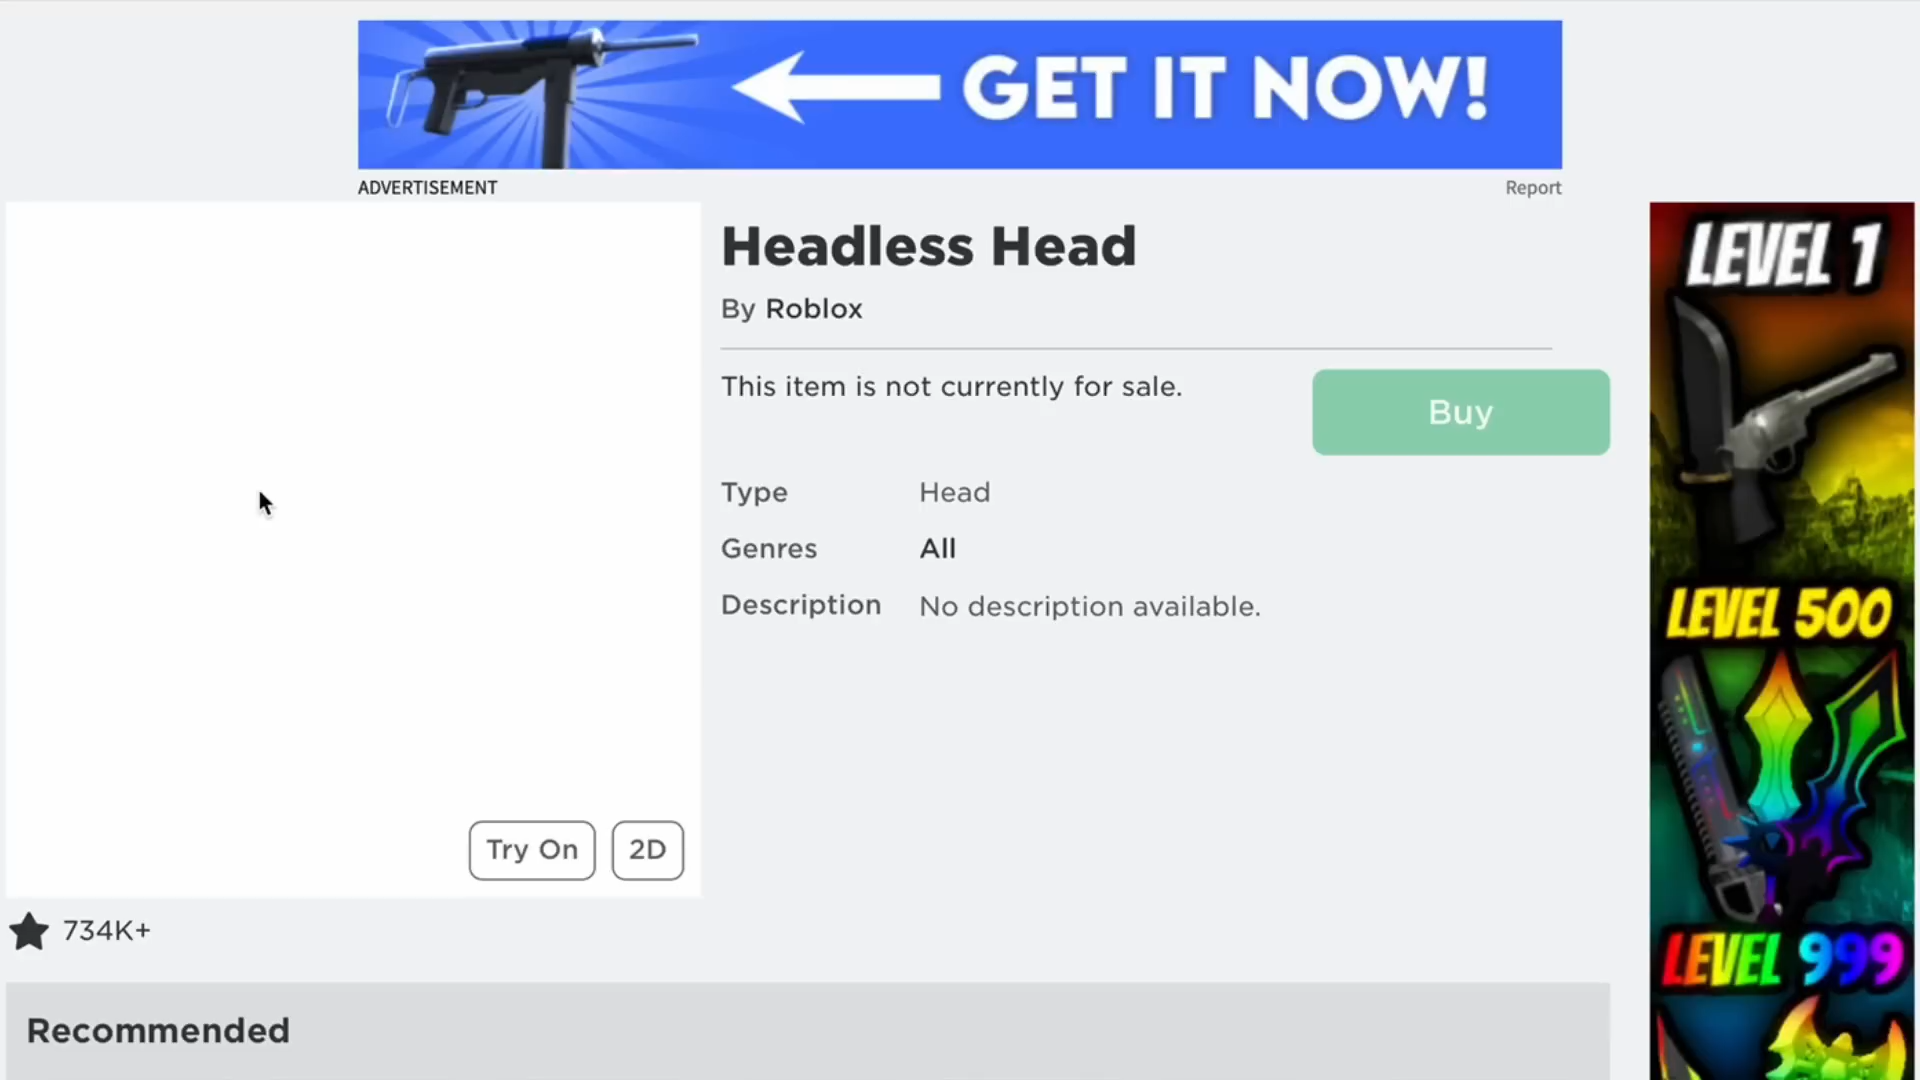 GET IT NOW!
ADVERTISEMENT
Report
Headless Head
By Roblox
This item is not currently for sale.
Buy
Type Head
Genres All
Description No description available.
Try On
2D
734K+
Recommended
LEVEL 1
LEVEL 500
LEVEL 999